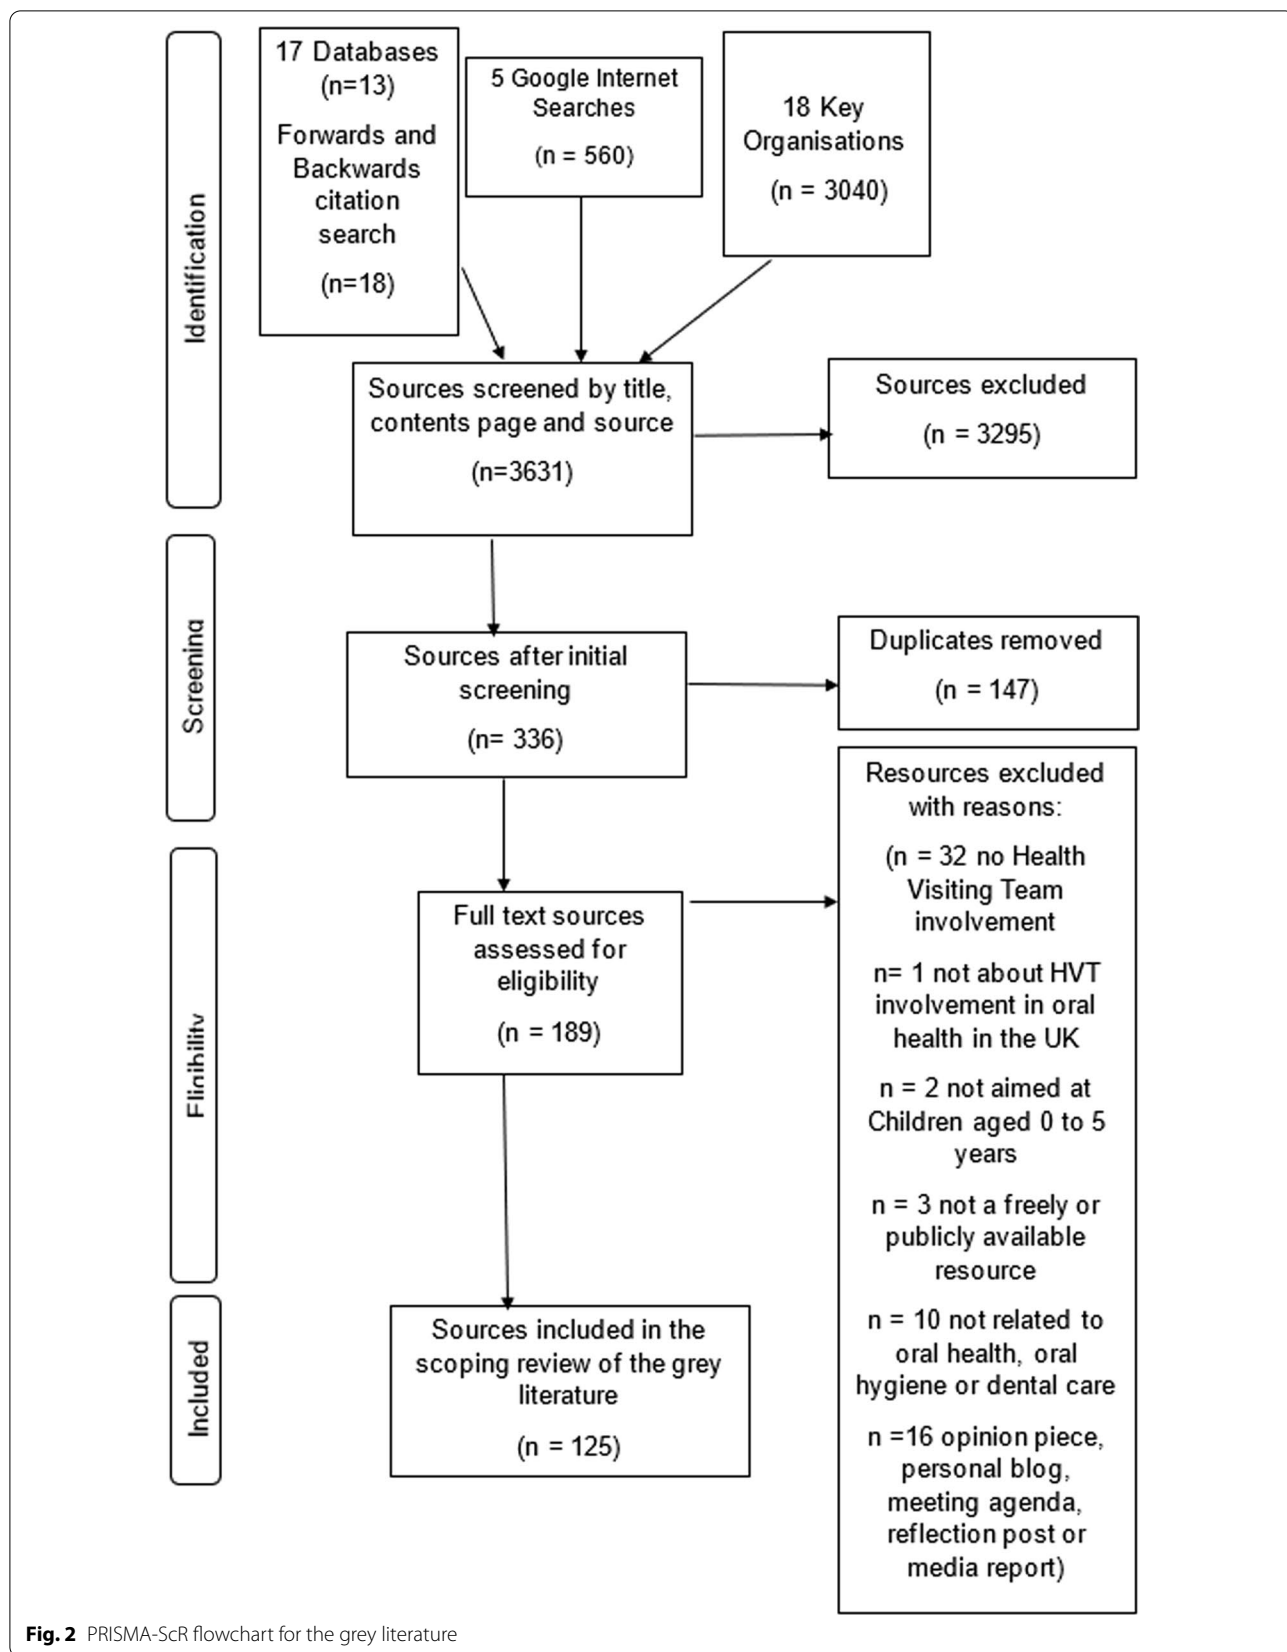 17 Databases
(n=13)
Forwards and
Backwards
citation
search
(n=18)
5 Google Internet
Searches
(n = 560)
18 Key
Organisations
(n = 3040)
Identification
Sources screened by title,
contents page and source
(n=3631)
Sources excluded
(n = 3295)
Screening
Sources after initial
screening
(n= 336)
Duplicates removed
(n = 147)
Eligibility
Full text sources
assessed for
eligibility
(n = 189)
Resources excluded
with reasons:
(n = 32 no Health
Visiting Team
involvement
n= 1 not about HVT
involvement in oral
health in the UK
n = 2 not aimed at
Children aged 0 to 5
years
n = 3 not a freely or
publicly available
resource
n = 10 not related to
oral health, oral
hygiene or dental care
n =16 opinion piece,
personal blog,
meeting agenda,
reflection post or
media report)
Included
Sources included in the
scoping review of the grey
literature
(n = 125)
Fig. 2 PRISMA-ScR flowchart for the grey literature